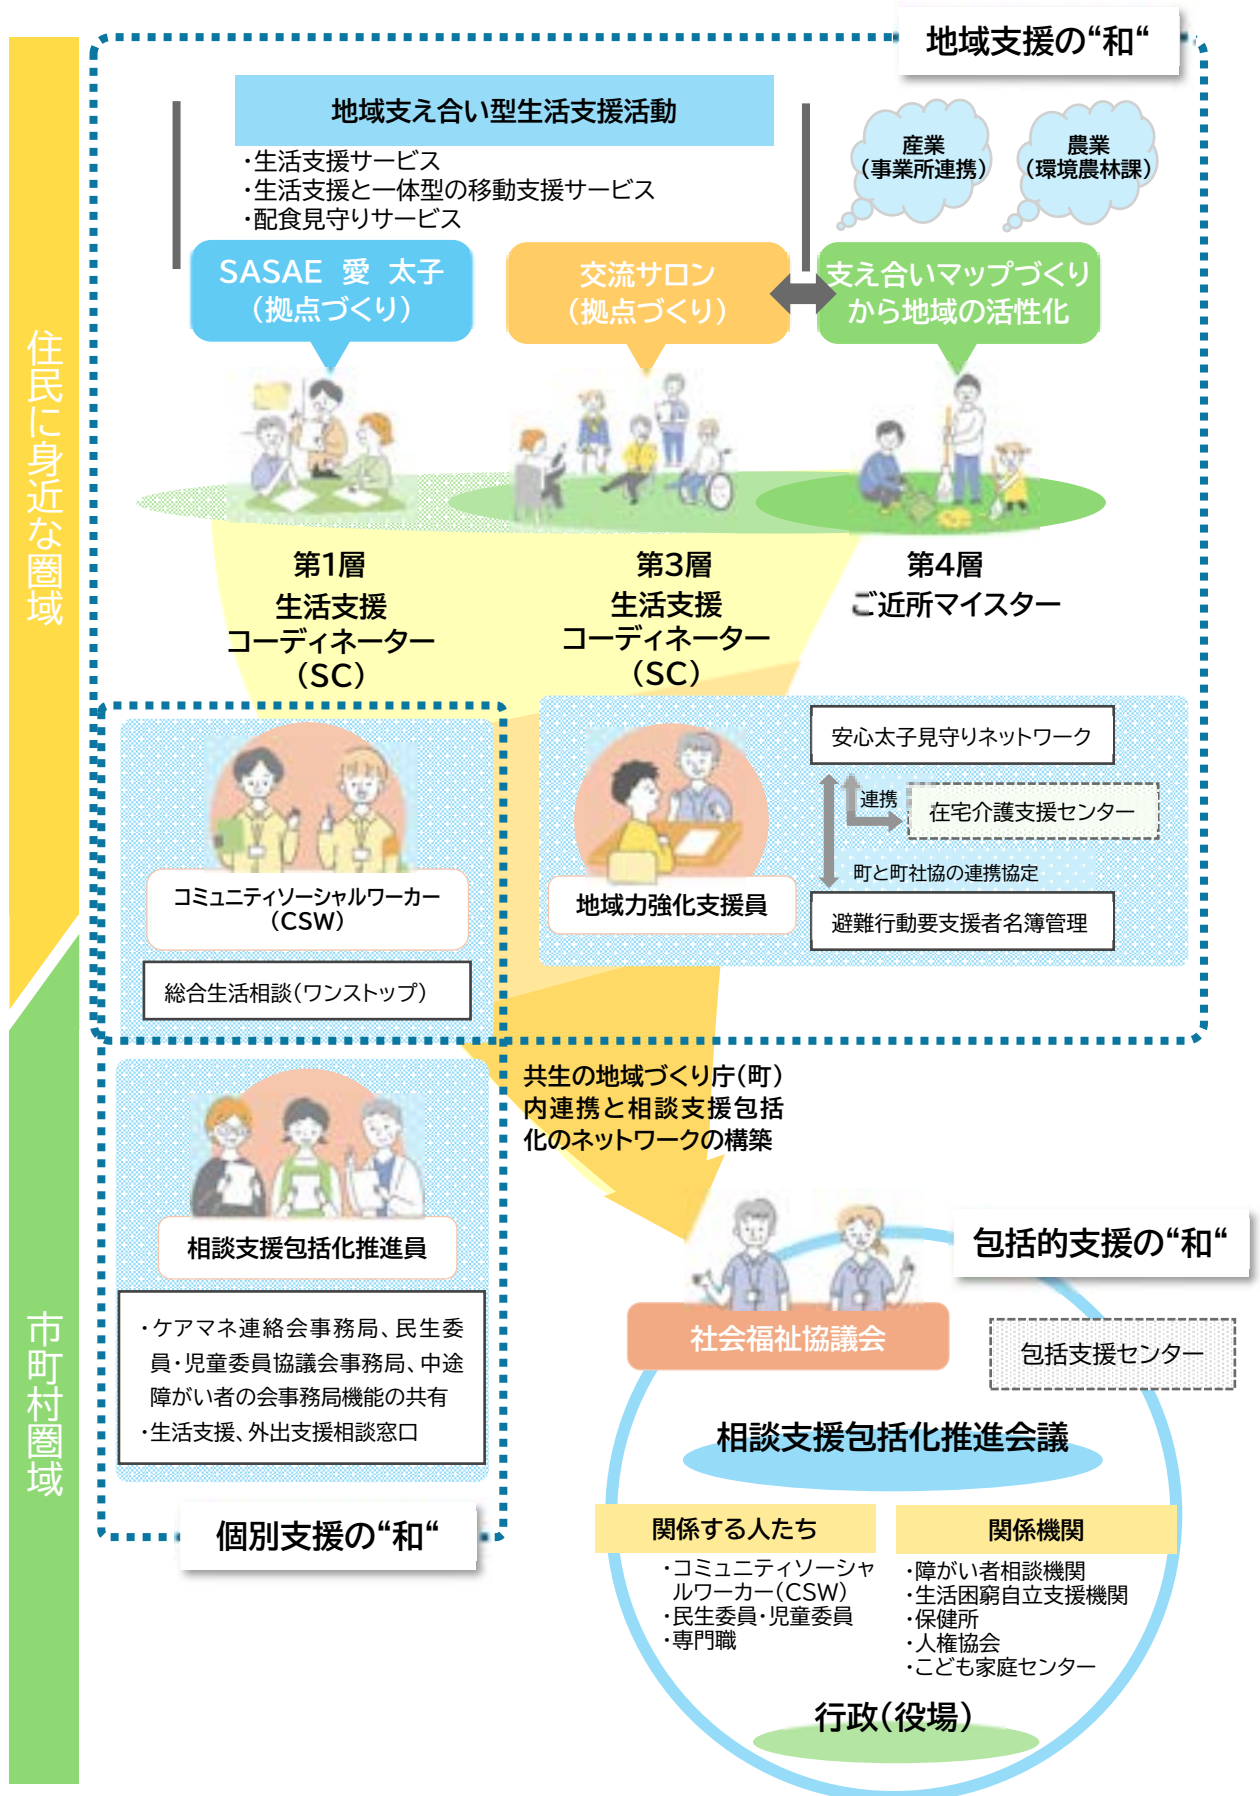 地域支援の“和“
地域支え合い型生活支援活動
・生活支援サービス
・生活支援と一体型の移動支援サービス
・配食見守りサービス
産業
（事業所連携）
農業
（環境農林課）
SASAE 愛 太子
（拠点づくり）
交流サロン
（拠点づくり）
支え合いマップづくり
から地域の活性化
住民に身近な圏域
第1層
生活支援
コーディネーター
（SC）
第3層
生活支援
コーディネーター
（SC）
第4層
ご近所マイスター
コミュニティソーシャルワーカー
（CSW）
総合生活相談（ワンストップ）
地域力強化支援員
安心太子見守りネットワーク
連携
在宅介護支援センター
町と町社協の連携協定
避難行動要支援者名簿管理
共生の地域づくり庁（町）
内連携と相談支援包括
化のネットワークの構築
市町村圏域
相談支援包括化推進員
・ケアマネ連絡会事務局、民生委
員・児童委員協議会事務局、中途
障がい者の会事務局機能の共有
・生活支援、外出支援相談窓口
個別支援の“和“
包括的支援の“和“
社会福祉協議会
包括支援センター
相談支援包括化推進会議
関係する人たち
・コミュニティソーシャ
ルワーカー（CSW）
・民生委員・児童委員
・専門職
関係機関
・障がい者相談機関
・生活困窮自立支援機関
・保健所
・人権協会
・こども家庭センター
行政（役場）